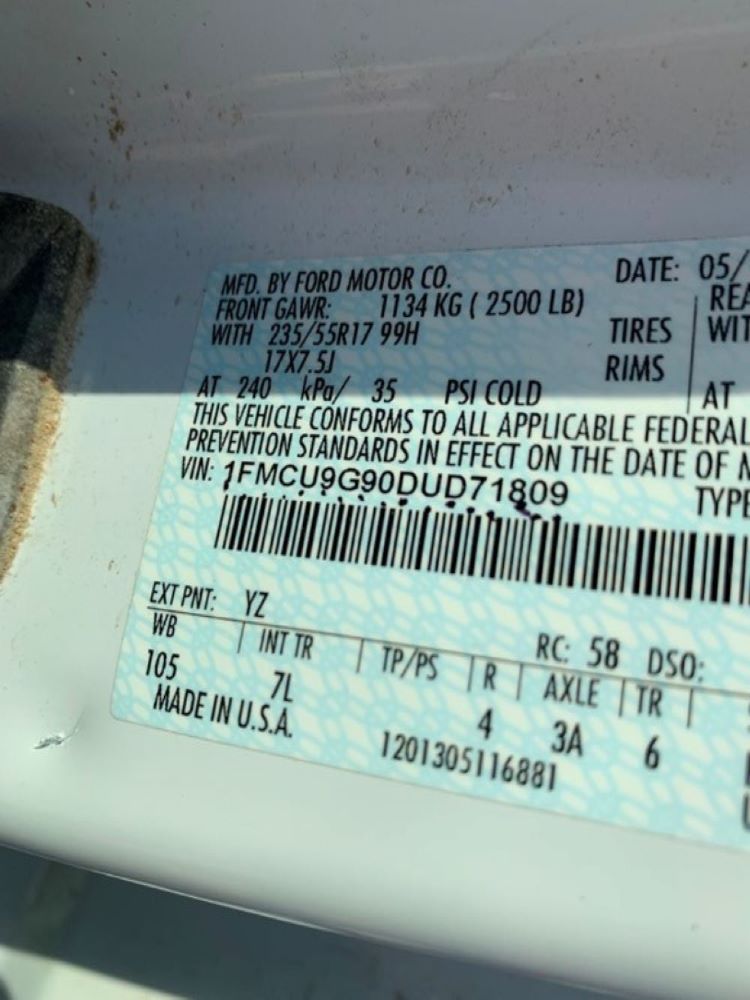 MFD. BY FORD MOTOR CO. DATE: 05/
FRONT GAWR: 1134 KG ( 2500 LB) REA
WITH 235/55R17 99H TIRES WIT
17X7.5J RIMS
AT 240 kPa/ 35 PSI COLD AT
THIS VEHICLE CONFORMS TO ALL APPLICABLE FEDERAL
PREVENTION STANDARDS IN EFFECT ON THE DATE OF M
VIN: 1FMCU9G90DUD71809 TYPE
EXT PNT: YZ RC: 58 DSO:
WB INT TR TP/PS R AXLE TR
105 7L 4 3A 6
MADE IN U.S.A. 1201305116881